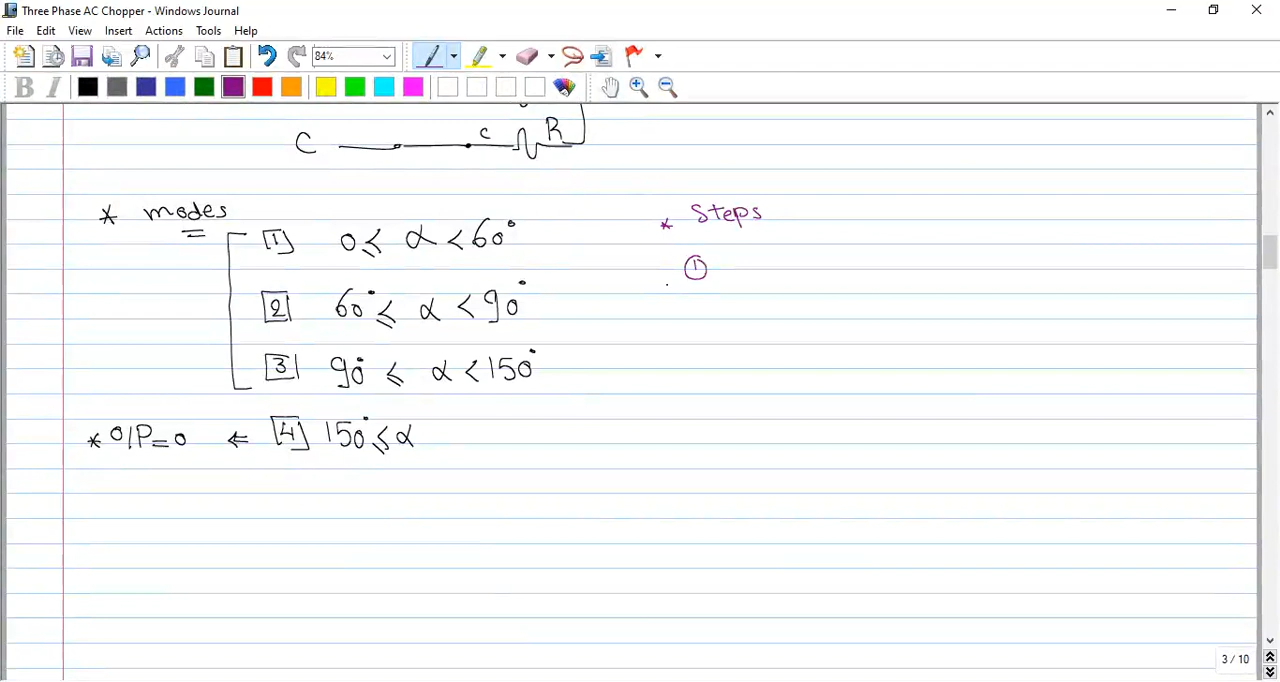 Three Phase AC Chopper - Windows Journal
File Edit View Insert Actions Tools Help
84%
B I
C c R
* modes
[1] 0 ≤ α < 60°
[2] 60° ≤ α < 90°
[3] 90° ≤ α < 150°
* O/P=0 ⇐ [4] 150° ≤ α
* Steps
①
3 / 10